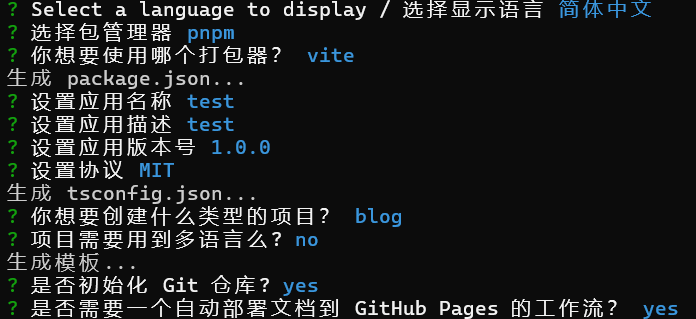 ? Select a language to display / 选择显示语言 简体中文
? 选择包管理器 pnpm
? 你想要使用哪个打包器？ vite
生成 package.json...
? 设置应用名称 test
? 设置应用描述 test
? 设置应用版本号 1.0.0
? 设置协议 MIT
生成 tsconfig.json...
? 你想要创建什么类型的项目？ blog
? 项目需要用到多语言么? no
生成模板...
? 是否初始化 Git 仓库? yes
? 是否需要一个自动部署文档到 GitHub Pages 的工作流？ yes